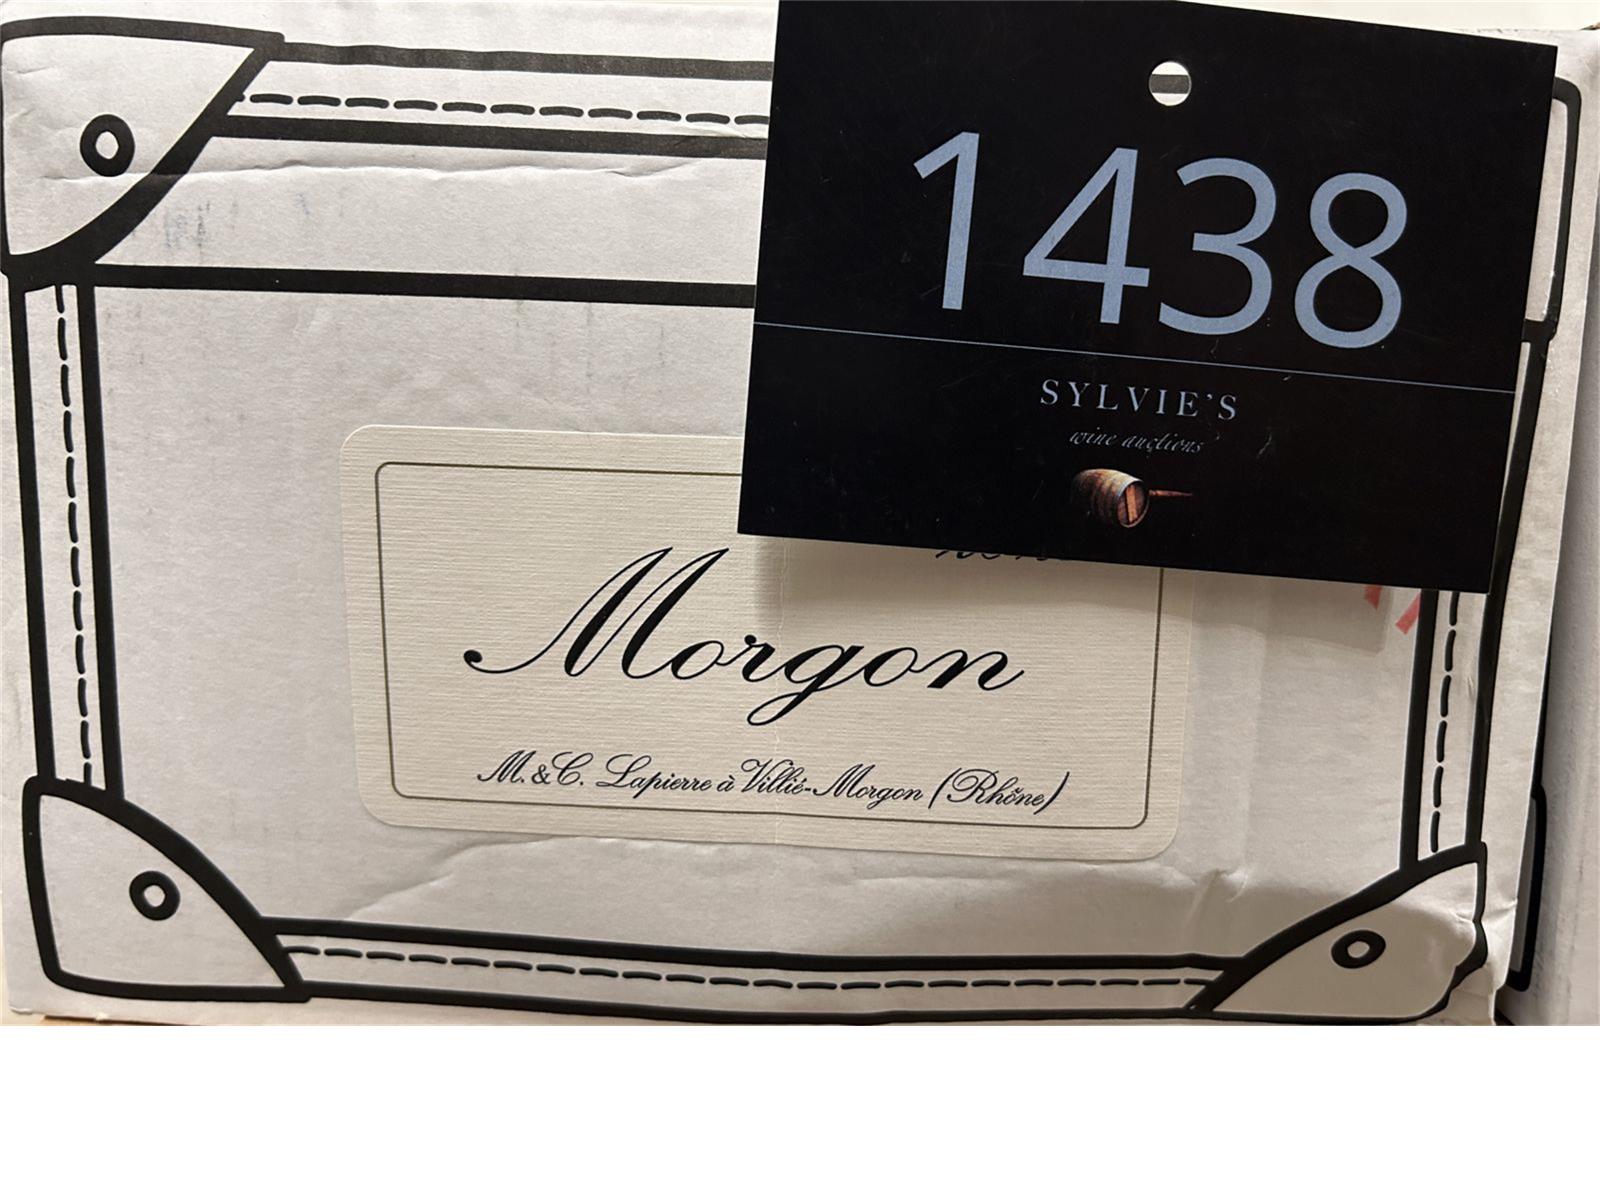 1438
SYLVIE'S
wine auctions
Morgon
M. & C. Lapierre à Villié-Morgon (Rhône)